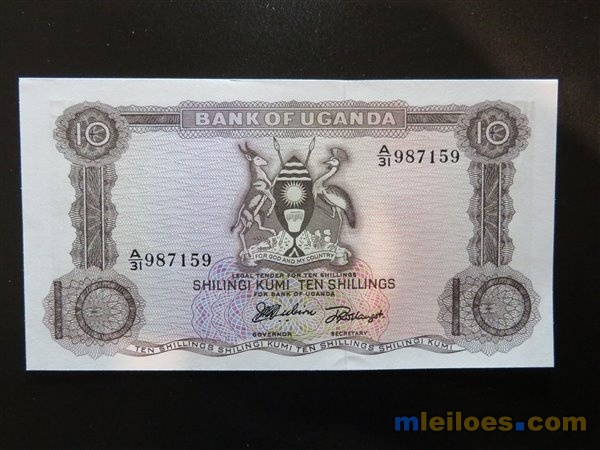 10 BANK OF UGANDA 10
A/31 987159
A/31 987159
FOR GOD AND MY COUNTRY
LEGAL TENDER FOR TEN SHILLINGS
SHILINGI KUMI TEN SHILLINGS
FOR BANK OF UGANDA
GOVERNOR SECRETARY
10 10
TEN SHILLINGS SHILINGI KUMI TEN SHILLINGS SHILINGI KUMI
mleiloes.com